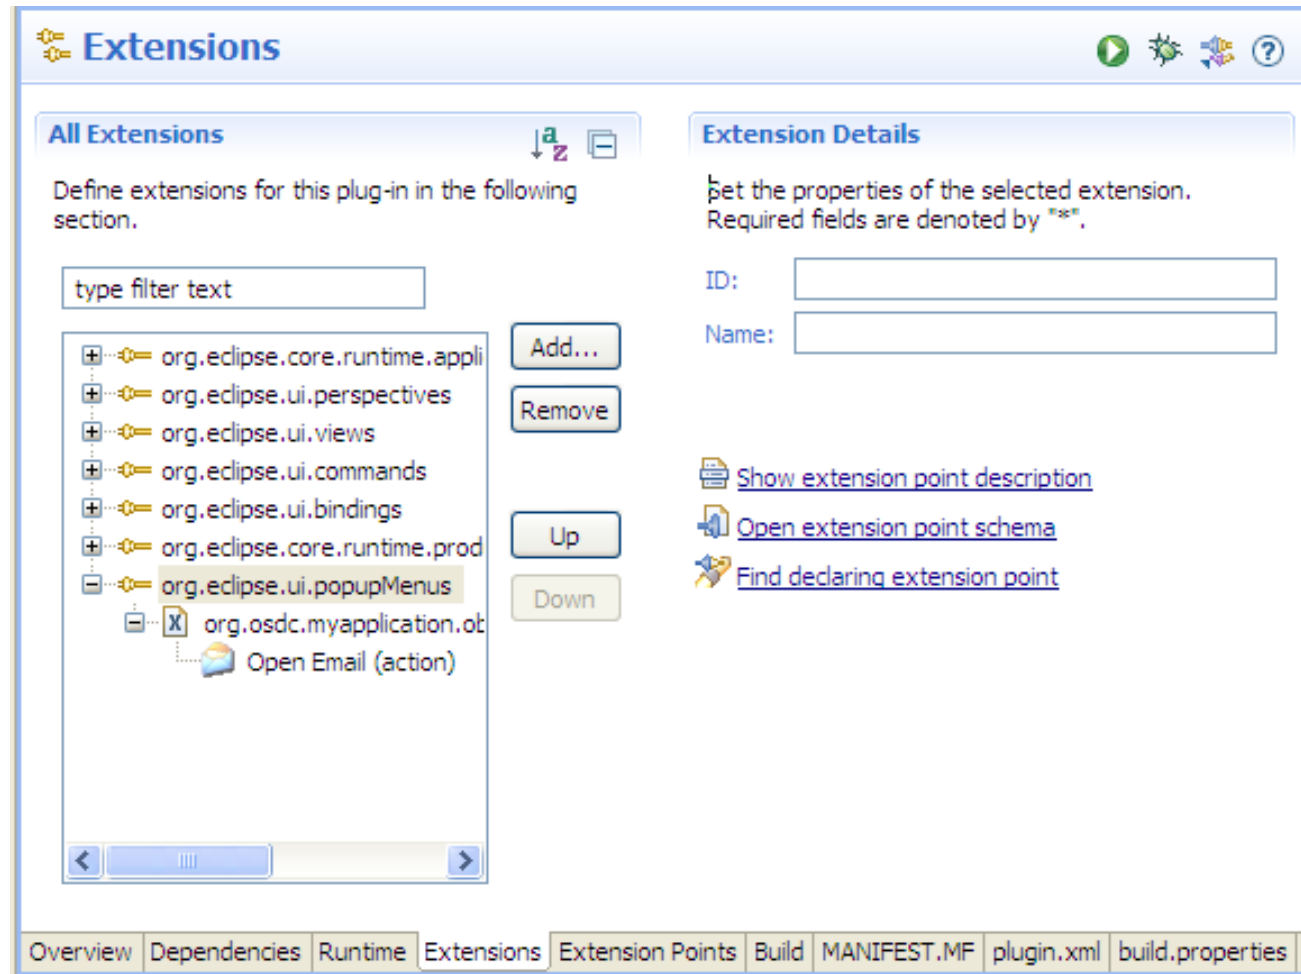 Extensions
All Extensions
Define extensions for this plug-in in the following
section.
type filter text
org.eclipse.core.runtime.appli
org.eclipse.ui.perspectives
org.eclipse.ui.views
org.eclipse.ui.commands
org.eclipse.ui.bindings
org.eclipse.core.runtime.prod
org.eclipse.ui.popupMenus
org.osdc.myapplication.ob
Open Email (action)
Add...
Remove
Up
Down
Extension Details
Set the properties of the selected extension.
Required fields are denoted by "*".
ID:
Name:
Show extension point description
Open extension point schema
Find declaring extension point
Overview Dependencies Runtime Extensions Extension Points Build MANIFEST.MF plugin.xml build.properties